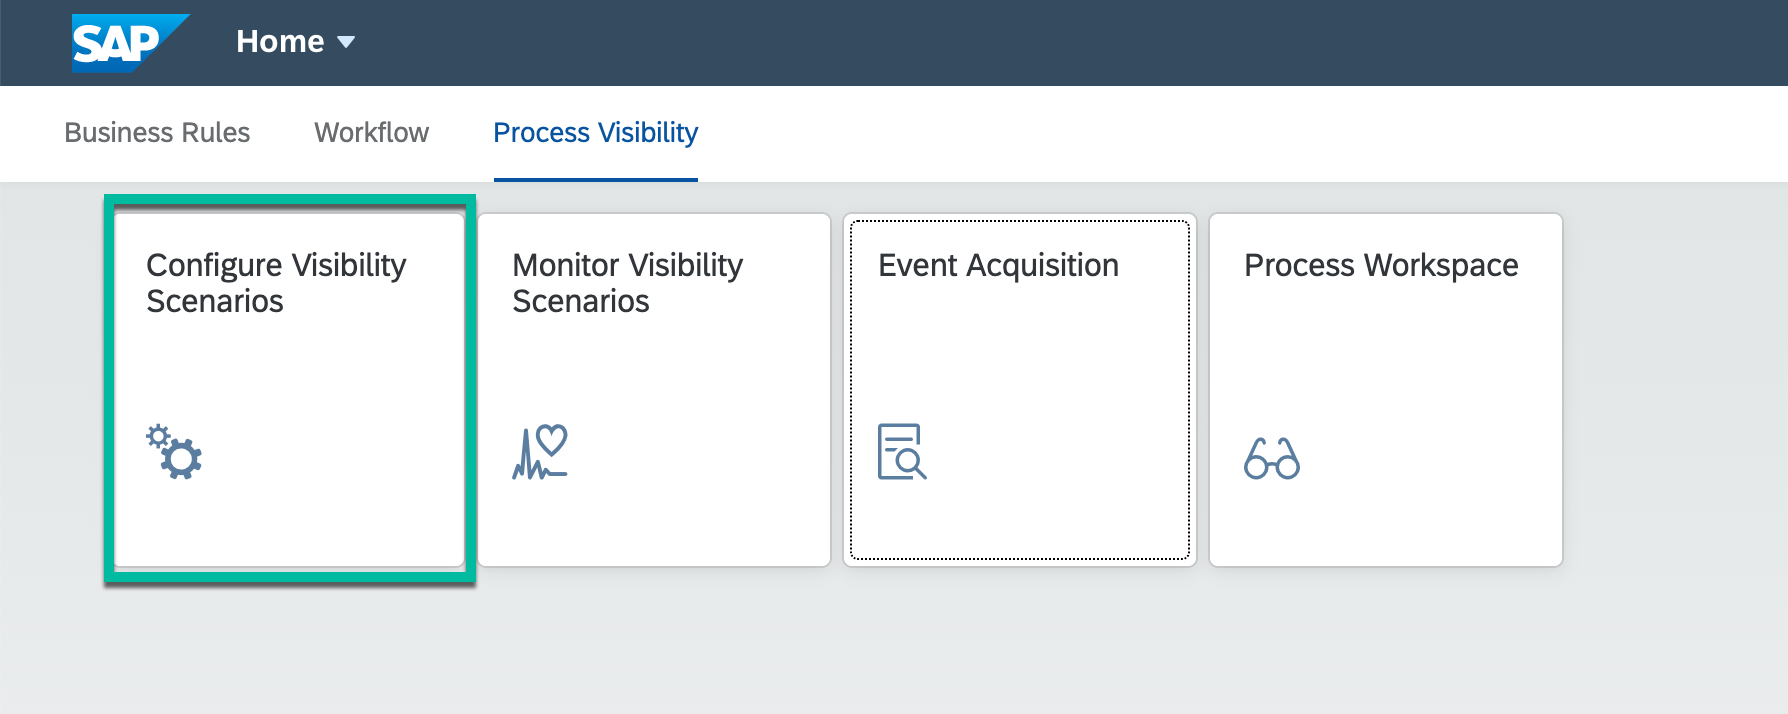 SAP
Home
Business Rules
Workflow
Process Visibility
Configure Visibility
Scenarios
Monitor Visibility
Scenarios
Event Acquisition
Process Workspace